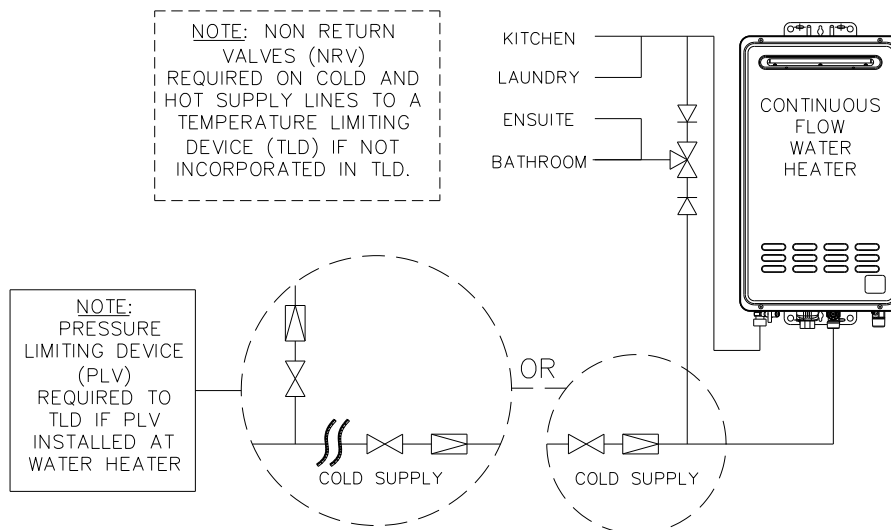 NOTE: NON RETURN
VALVES (NRV)
REQUIRED ON COLD AND
HOT SUPPLY LINES TO A
TEMPERATURE LIMITING
DEVICE (TLD) IF NOT
INCORPORATED IN TLD.
KITCHEN
LAUNDRY
ENSUITE
BATHROOM
CONTINUOUS
FLOW
WATER
HEATER
NOTE:
PRESSURE
LIMITING DEVICE
(PLV)
REQUIRED TO
TLD IF PLV
INSTALLED AT
WATER HEATER
OR
COLD SUPPLY
COLD SUPPLY